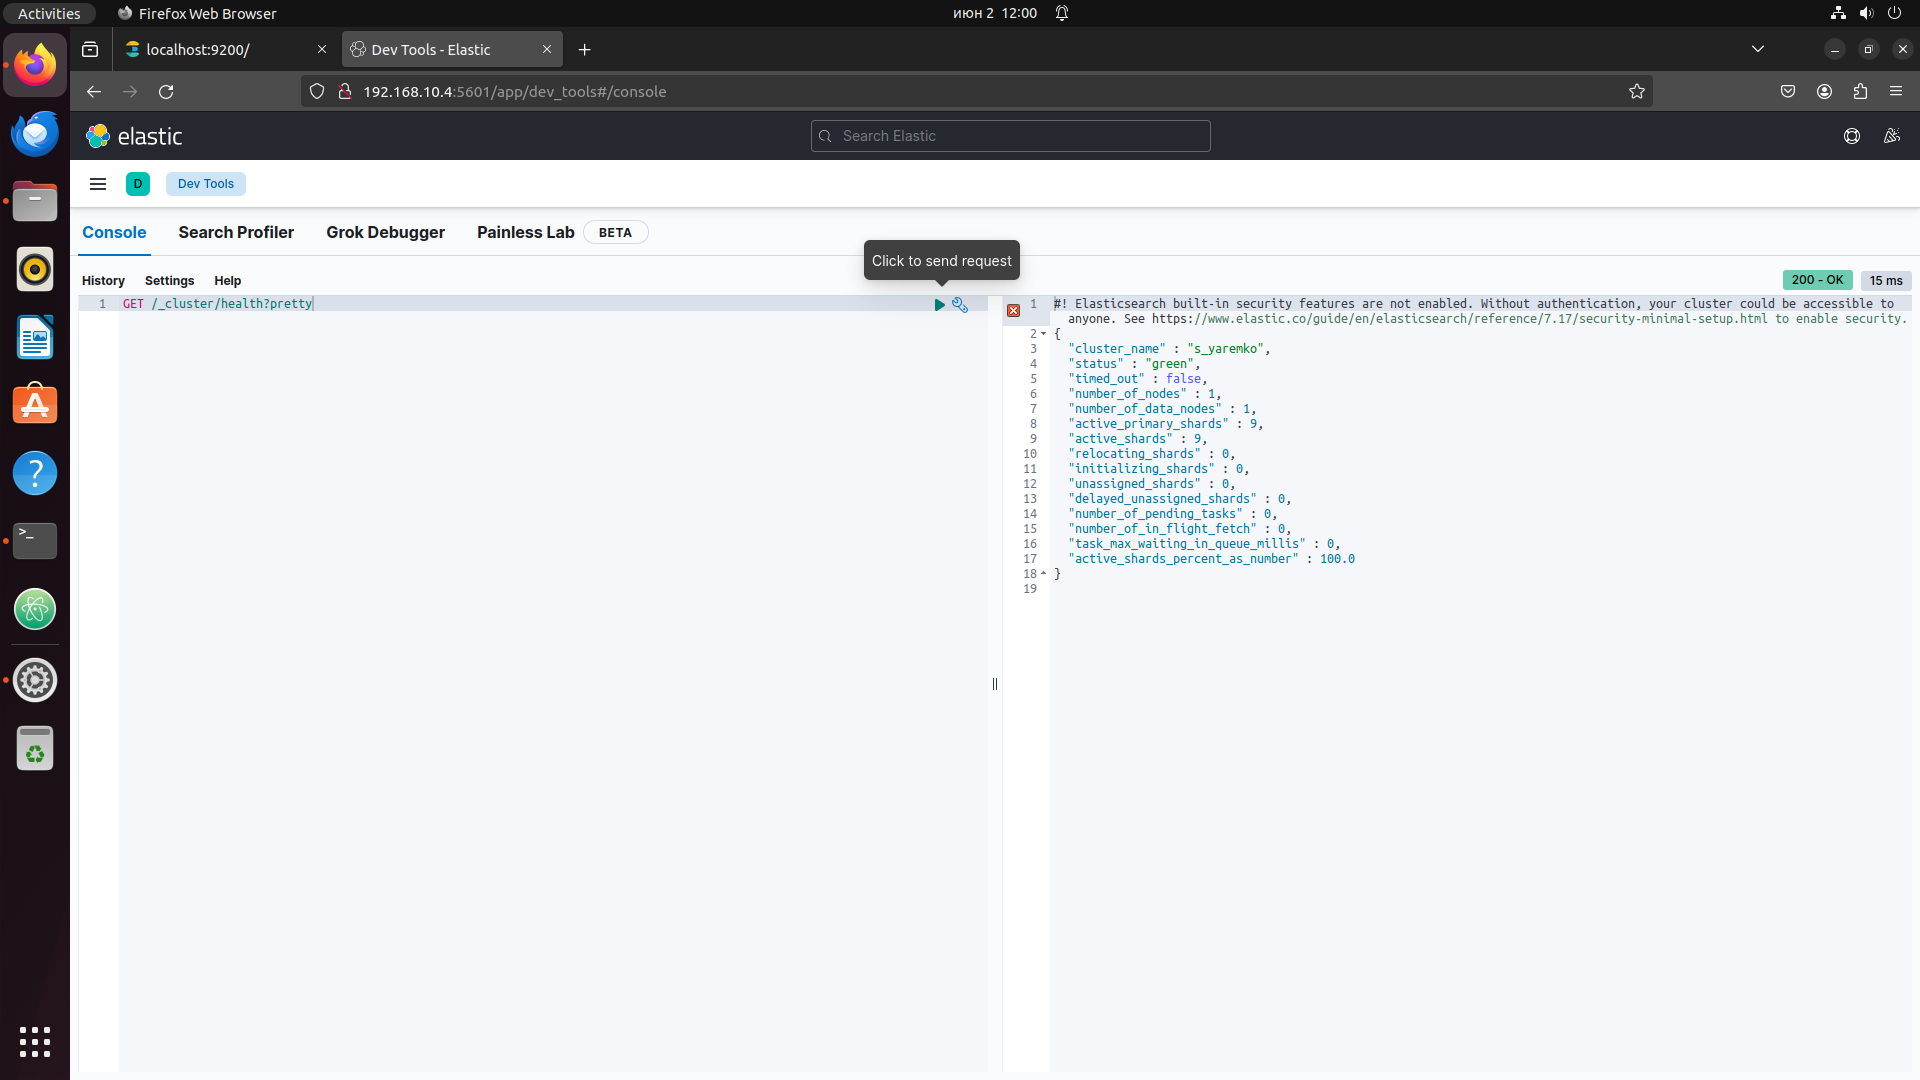 Activities
Firefox Web Browser
июн 2 12:00
localhost:9200/
Dev Tools - Elastic
192.168.10.4:5601/app/dev_tools#/console
elastic
Search Elastic
D
Dev Tools
Console
Search Profiler
Grok Debugger
Painless Lab
BETA
Click to send request
History
Settings
Help
200 - OK
15 ms
1 GET /_cluster/health?pretty
1 #! Elasticsearch built-in security features are not enabled. Without authentication, your cluster could be accessible to
anyone. See https://www.elastic.co/guide/en/elasticsearch/reference/7.17/security-minimal-setup.html to enable security.
2 {
3 "cluster_name" : "s_yaremko",
4 "status" : "green",
5 "timed_out" : false,
6 "number_of_nodes" : 1,
7 "number_of_data_nodes" : 1,
8 "active_primary_shards" : 9,
9 "active_shards" : 9,
10 "relocating_shards" : 0,
11 "initializing_shards" : 0,
12 "unassigned_shards" : 0,
13 "delayed_unassigned_shards" : 0,
14 "number_of_pending_tasks" : 0,
15 "number_of_in_flight_fetch" : 0,
16 "task_max_waiting_in_queue_millis" : 0,
17 "active_shards_percent_as_number" : 100.0
18 }
19